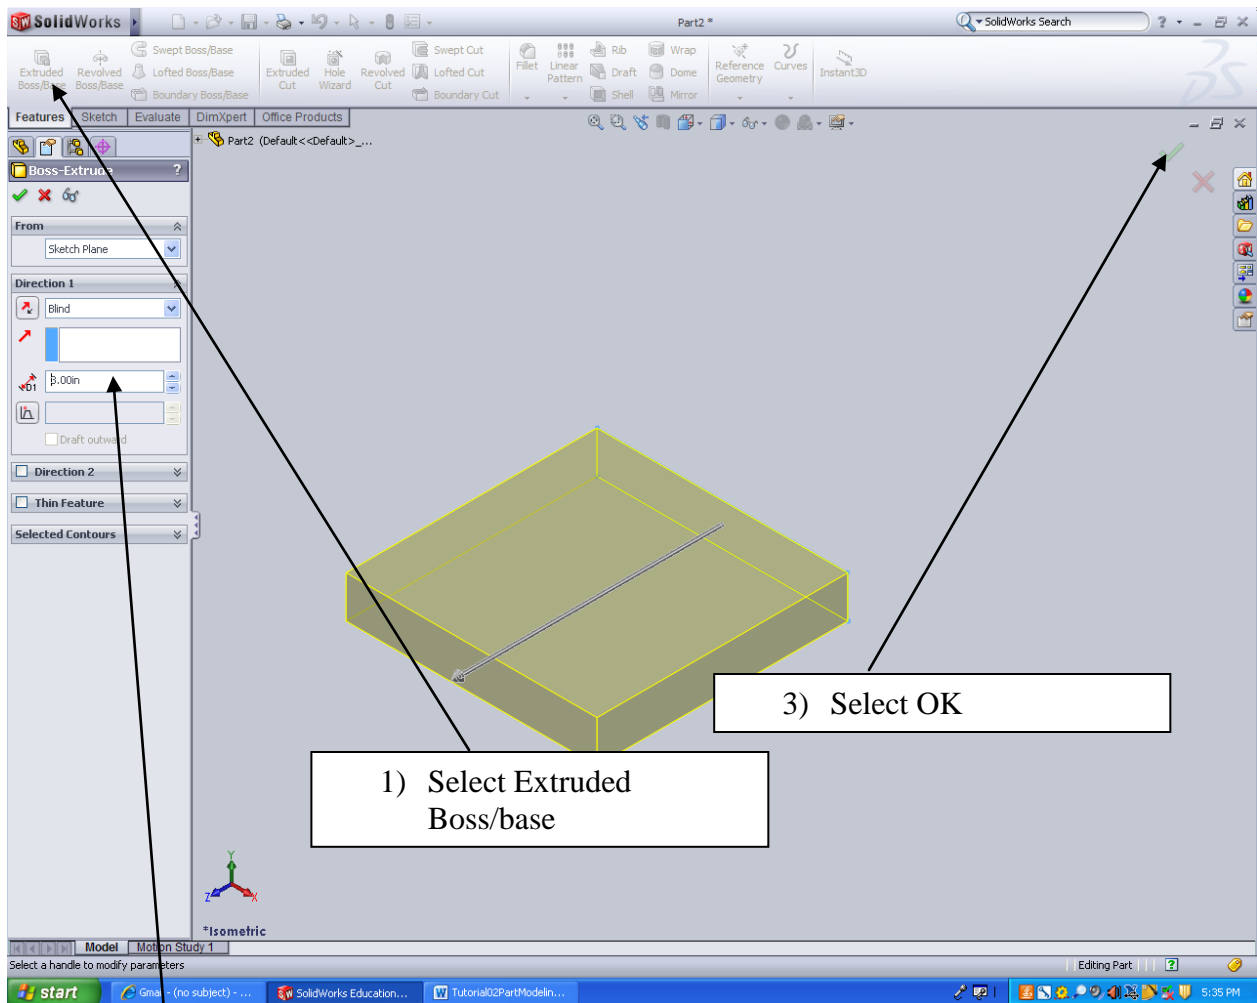 SolidWorks
Part2 *
SolidWorks Search
?
Extruded Boss/Base
Revolved Boss/Base
Swept Boss/Base
Lofted Boss/Base
Boundary Boss/Base
Extruded Cut
Hole Wizard
Revolved Cut
Swept Cut
Lofted Cut
Boundary Cut
Fillet
Linear Pattern
Rib
Draft
Shell
Wrap
Dome
Mirror
Reference Geometry
Curves
Instant3D
Features Sketch Evaluate DimXpert Office Products
Part2 (Default<<Default>_...
Boss-Extrude ?
From
Sketch Plane
Direction 1
Blind
D1
3.00in
Draft outward
Direction 2
Thin Feature
Selected Contours
3) Select OK
1) Select Extruded
Boss/base
Y
Z X
*Isometric
Model Motion Study 1
Select a handle to modify parameters
Editing Part ?
start
Gmail - (no subject) - ...
SolidWorks Education...
Tutorial02PartModelin...
5:35 PM